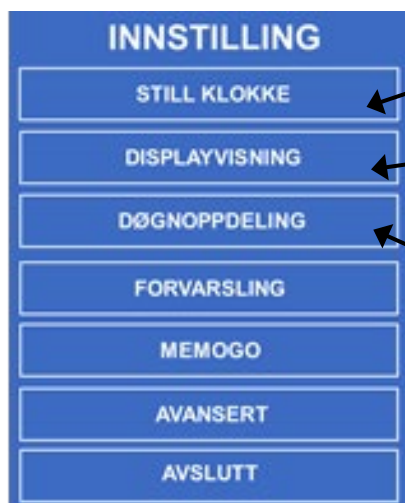 INNSTILLING
STILL KLOKKE
DISPLAYVISNING
DØGNOPPDELING
FORVARSLING
MEMOGO
AVANSERT
AVSLUTT